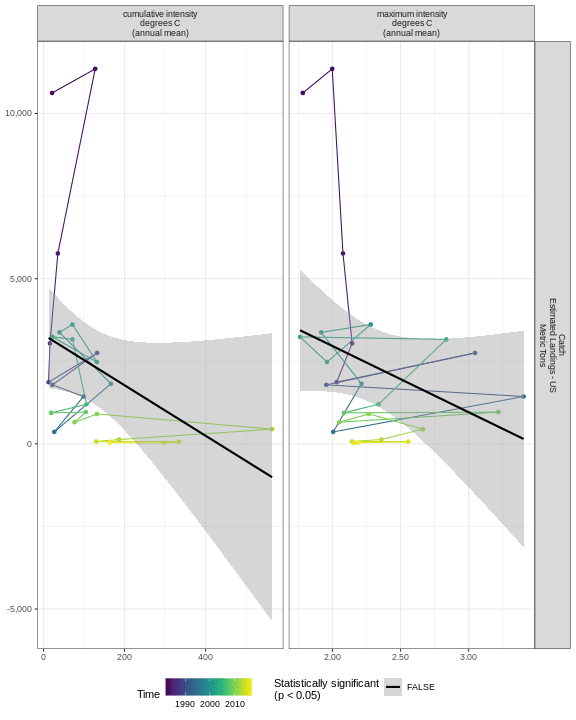 cumulative intensity
degrees C
(annual mean)
maximum intensity
degrees C
(annual mean)
10,000
5,000
0
-5,000
0
200
400
2.00
2.50
3.00
Catch
Estimated Landings - US
Metric Tons
Time
1990 2000 2010
Statistically significant
(p < 0.05)
FALSE